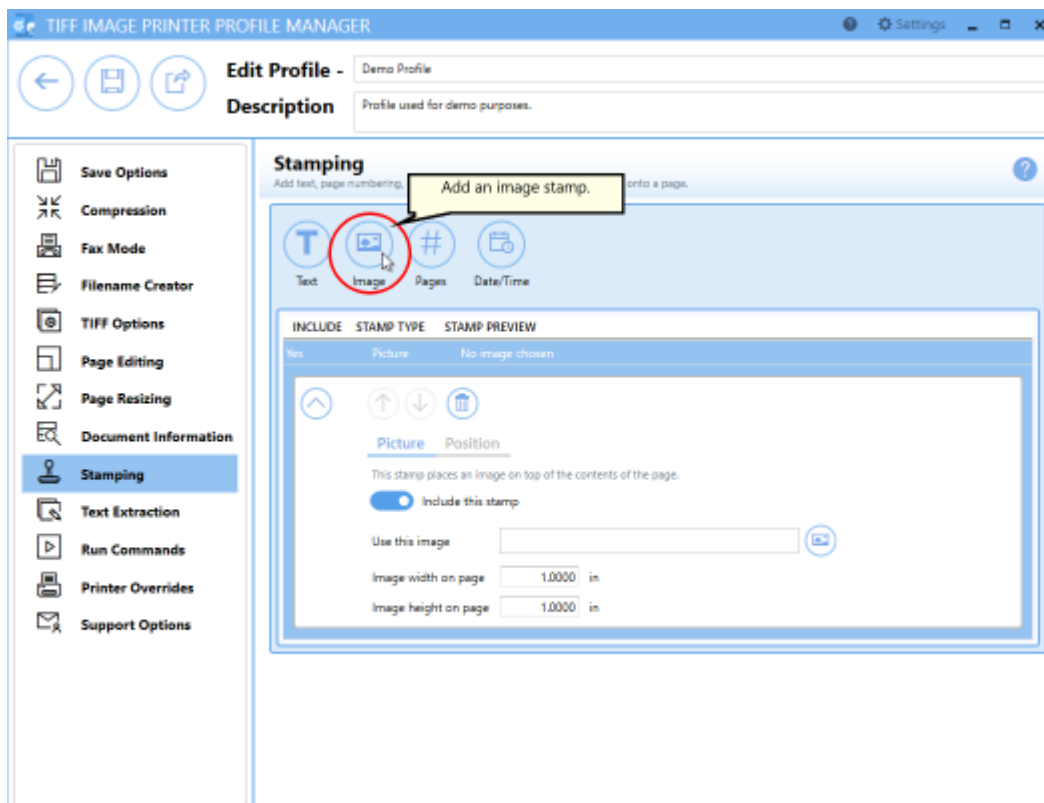 TIFF IMAGE PRINTER PROFILE MANAGER
Settings
Edit Profile - Demo Profile
Description Profile used for demo purposes.
Save Options
Compression
Fax Mode
Filename Creator
TIFF Options
Page Editing
Page Resizing
Document Information
Stamping
Text Extraction
Run Commands
Printer Overrides
Support Options
Stamping
Add text, page numbering, onto a page.
Add an image stamp.
Text Image Pages Date/Time
INCLUDE STAMP TYPE STAMP PREVIEW
Yes Picture No image chosen
Picture Position
This stamp places an image on top of the contents of the page.
Include this stamp
Use this image
Image width on page 1.0000 in
Image height on page 1.0000 in